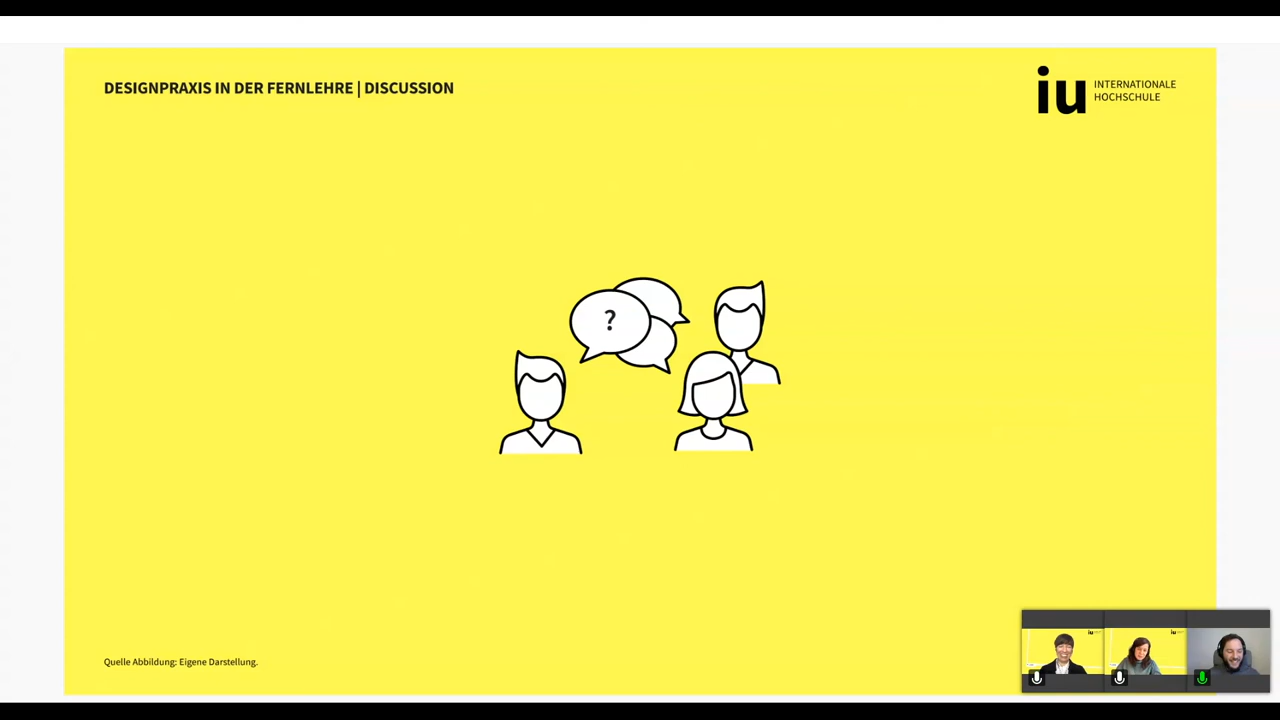 DESIGNPRAXIS IN DER FERNLEHRE | DISCUSSION
iu INTERNATIONALE
HOCHSCHULE
?
Quelle Abbildung: Eigene Darstellung.